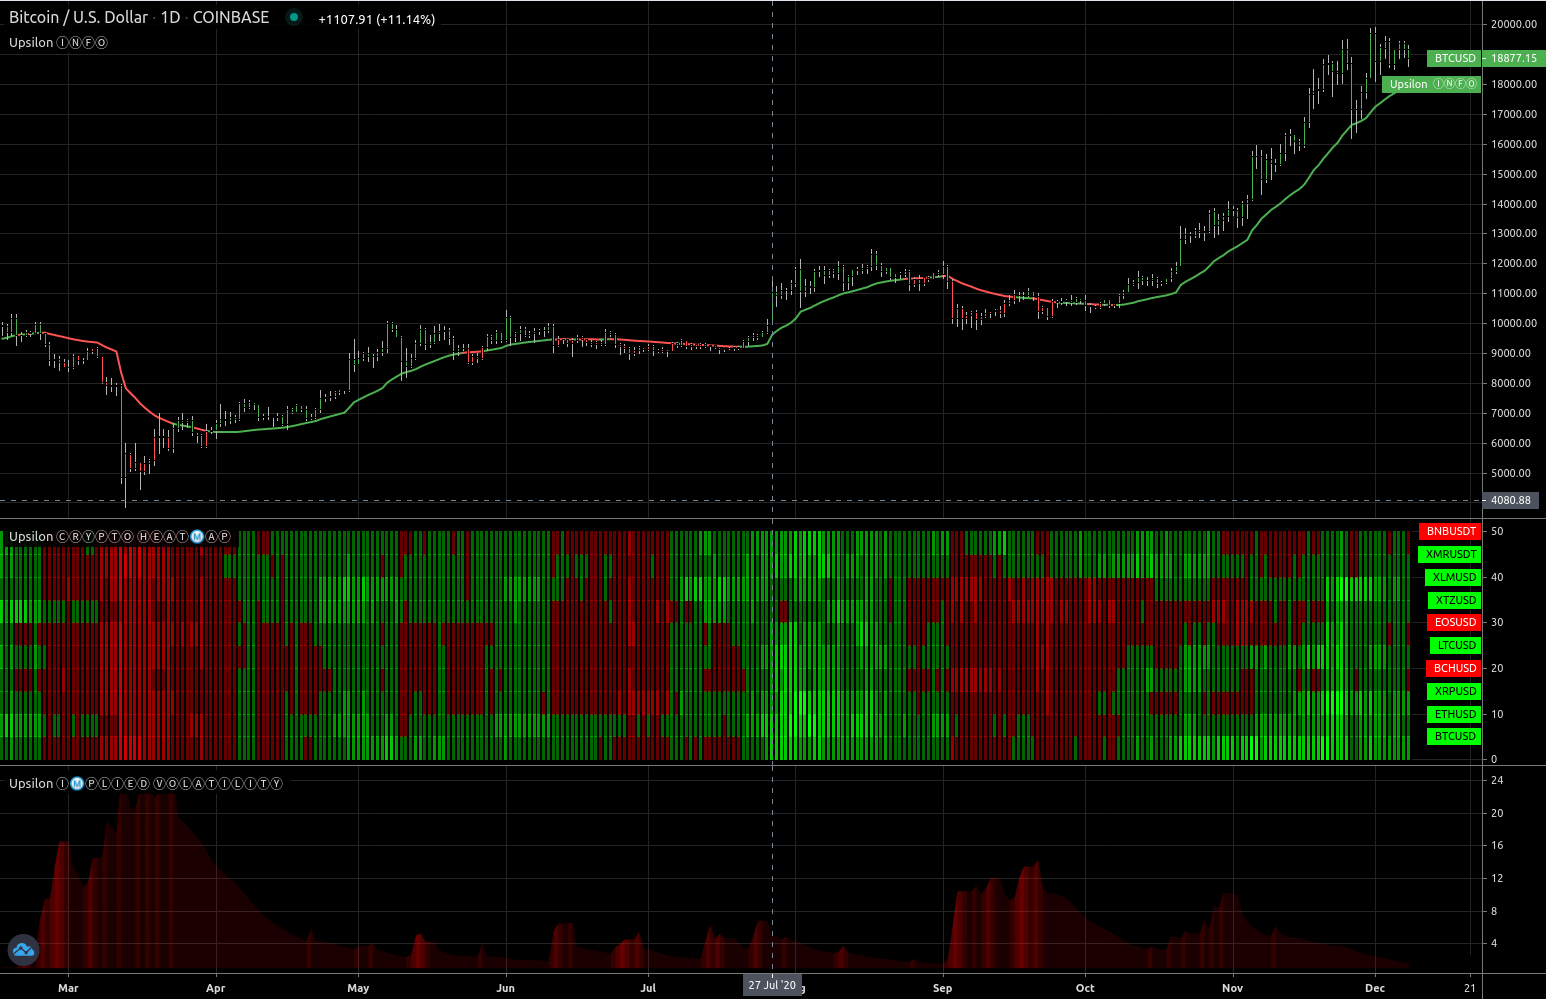 Bitcoin / U.S. Dollar · 1D · COINBASE +1107.91 (+11.14%)
Upsilon ⒾⓃⒻⓄ
20000.00
BTCUSD 18877.15
Upsilon ⒾⓃⒻⓄ
18000.00
17000.00
16000.00
15000.00
14000.00
13000.00
12000.00
11000.00
10000.00
9000.00
8000.00
7000.00
6000.00
5000.00
4080.88
Upsilon ⒸⓇⓎⓅⓉⓄ ⒽⒺⒶⓉⓂⒶⓅ
BNBUSDT 50
XMRUSDT
XLMUSD 40
XTZUSD
EOSUSD 30
LTCUSD
BCHUSD 20
XRPUSD
ETHUSD 10
BTCUSD
0
Upsilon ⒾⓂⓅⓁⒾⒺⒹ ⓋⓄⓁⒶⓉⒾⓁⒾⓉⓎ
24
20
16
12
8
4
Mar Apr May Jun Jul 27 Jul '20 Sep Oct Nov Dec 21